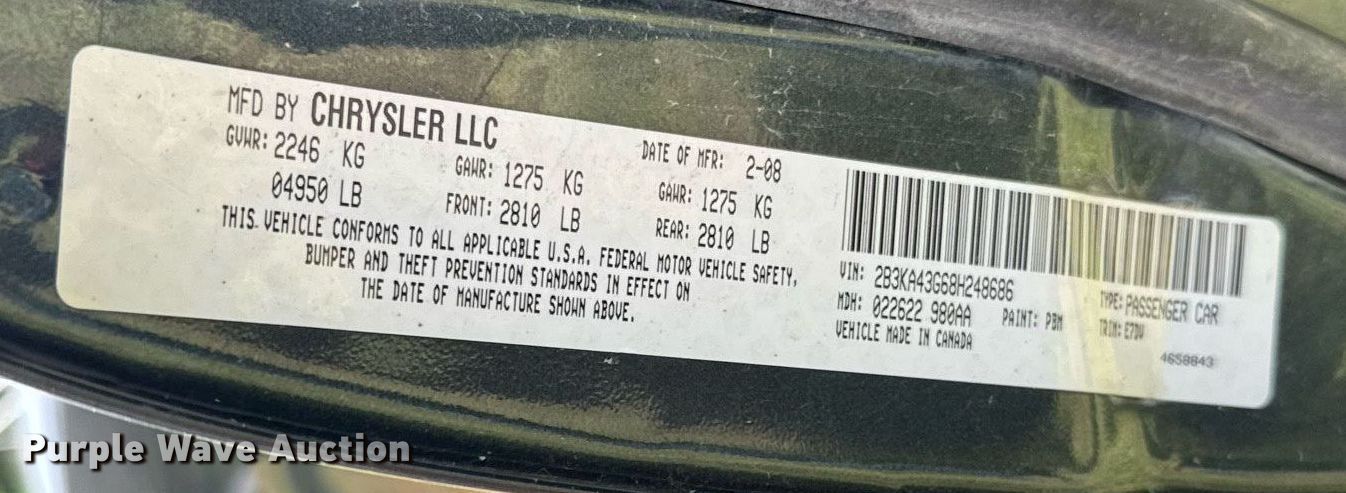 MFD BY CHRYSLER LLC
DATE OF MFR: 2-08
GVWR: 2246 KG
04950 LB
GAWR: 1275 KG
FRONT: 2810 LB
GAWR: 1275 KG
REAR: 2810 LB
THIS VEHICLE CONFORMS TO ALL APPLICABLE U.S.A. FEDERAL MOTOR VEHICLE SAFETY,
BUMPER AND THEFT PREVENTION STANDARDS IN EFFECT ON
THE DATE OF MANUFACTURE SHOWN ABOVE.
VIN: 2B3KA43G68H248686
TYPE: PASSENGER CAR
MDH: 022622 980AA
PAINT: PBM
TRIM: E7DV
VEHICLE MADE IN CANADA
4658843
Purple Wave Auction